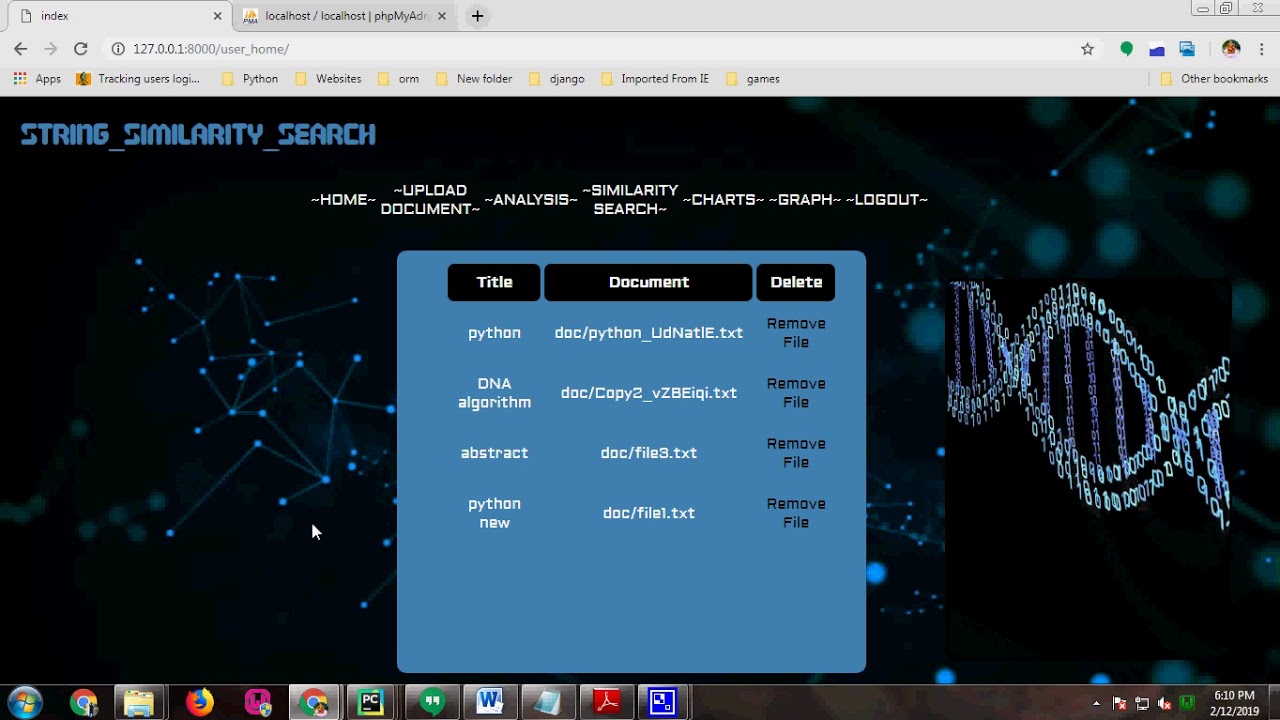 index
localhost / localhost | phpMyAdm
127.0.0.1:8000/user_home/
Apps Tracking users logi... Python Websites orm New folder django Imported From IE games Other bookmarks
STRING_SIMILARITY_SEARCH
~HOME~ ~UPLOAD DOCUMENT~ ~ANALYSIS~ ~SIMILARITY SEARCH~ ~CHARTS~ ~GRAPH~ ~LOGOUT~
Title Document Delete
python doc/python_UdNatlE.txt Remove File
DNA algorithm doc/Copy2_vZBEiqi.txt Remove File
abstract doc/file3.txt Remove File
python new doc/file1.txt Remove File
6:10 PM
2/12/2019